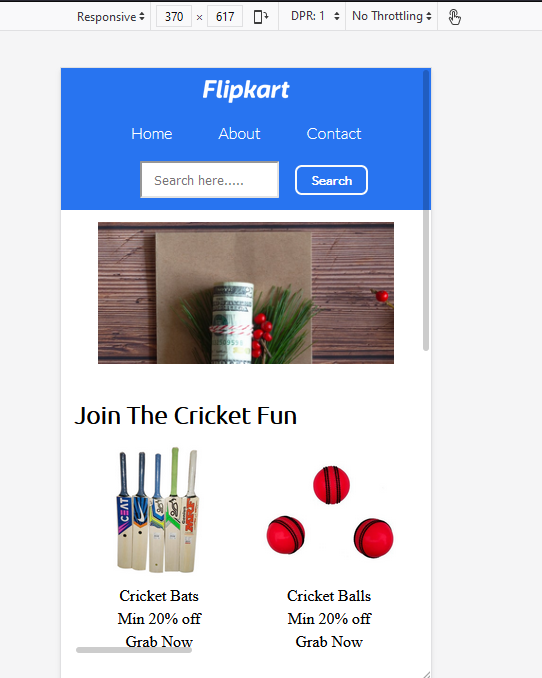 Responsive 370 × 617 DPR: 1 No Throttling
Flipkart
Home About Contact
Search here..... Search
Join The Cricket Fun
CEAT
MRF
Cricket Bats Cricket Balls
Min 20% off Min 20% off
Grab Now Grab Now